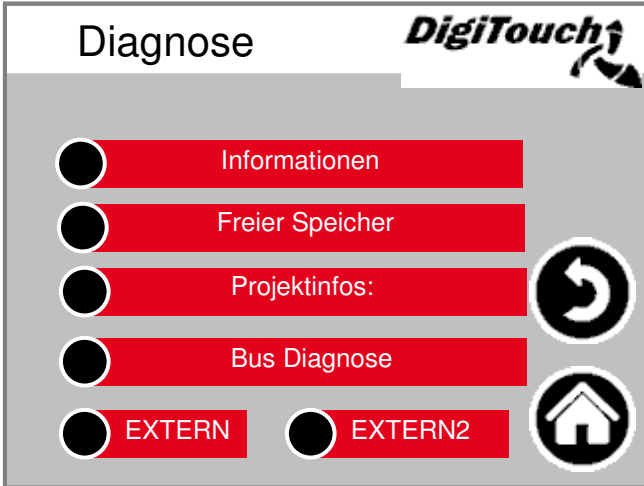 Diagnose
DigiTouch
Informationen
Freier Speicher
Projektinfos:
Bus Diagnose
EXTERN
EXTERN2